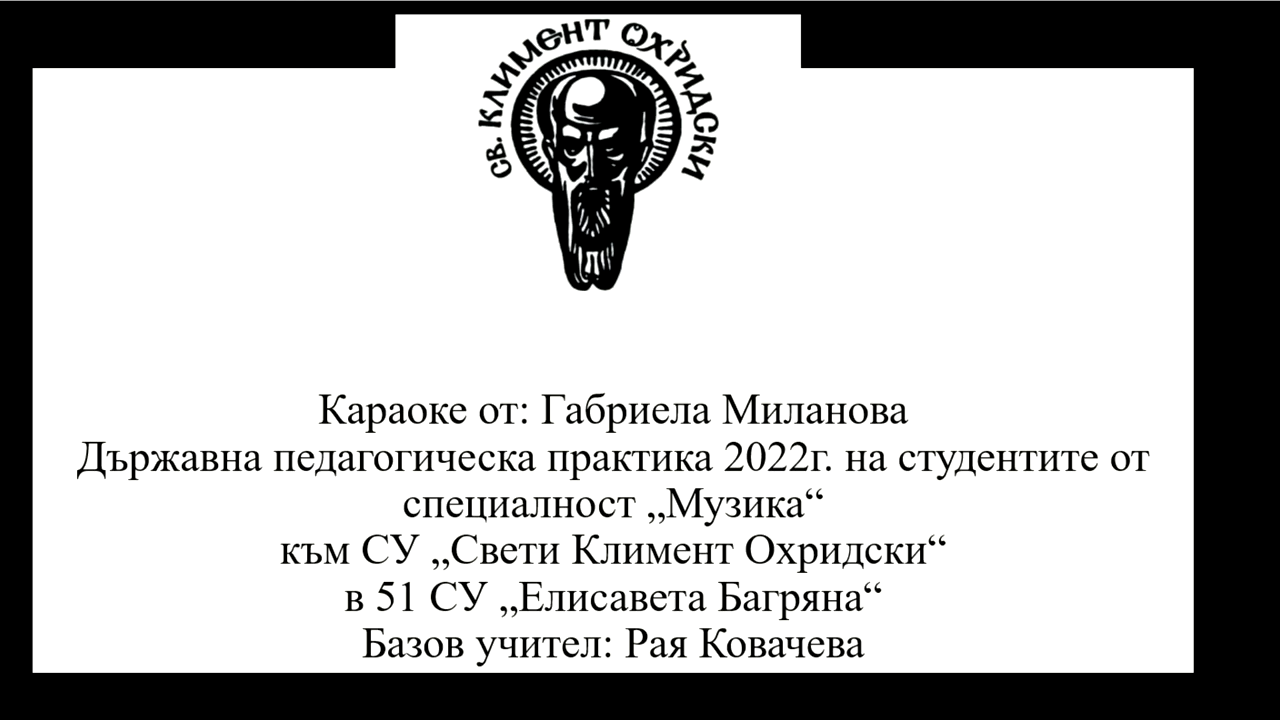 СВ. КЛИМЕНТ ОХРИДСКИ
Караоке от: Габриела Миланова
Държавна педагогическа практика 2022г. на студентите от
специалност „Музика“
към СУ „Свети Климент Охридски“
в 51 СУ „Елисавета Багряна“
Базов учител: Рая Ковачева